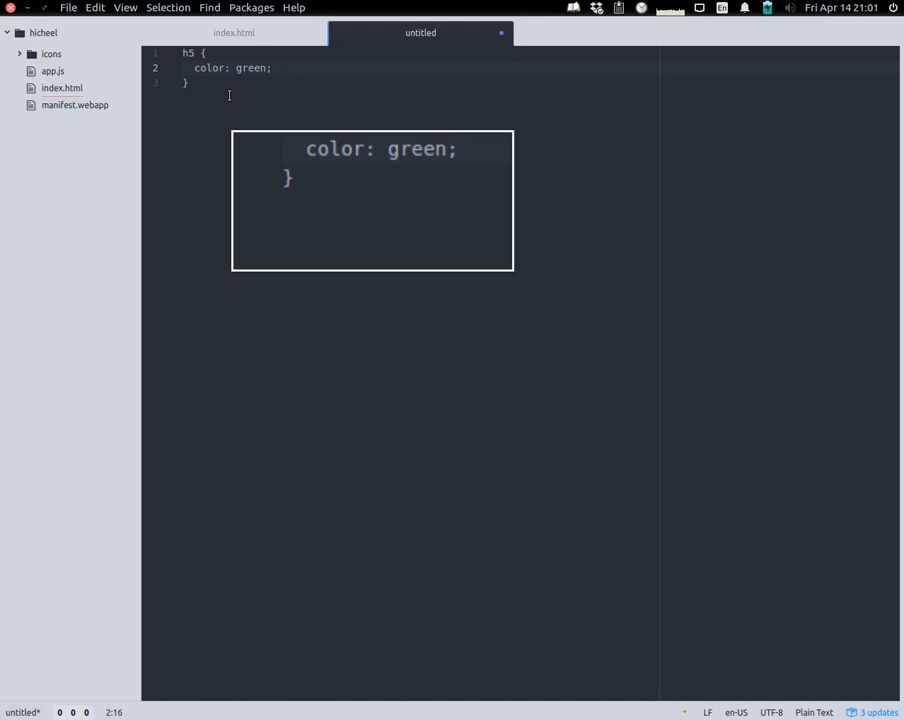 File Edit View Selection Find Packages Help
En
Fri Apr 14 21:01
hicheel
icons
app.js
index.html
manifest.webapp
index.html
untitled
1 h5 {
2 color: green;
3 }
color: green;
}
untitled* 0 0 0 2:16
LF en-US UTF-8 Plain Text 3 updates